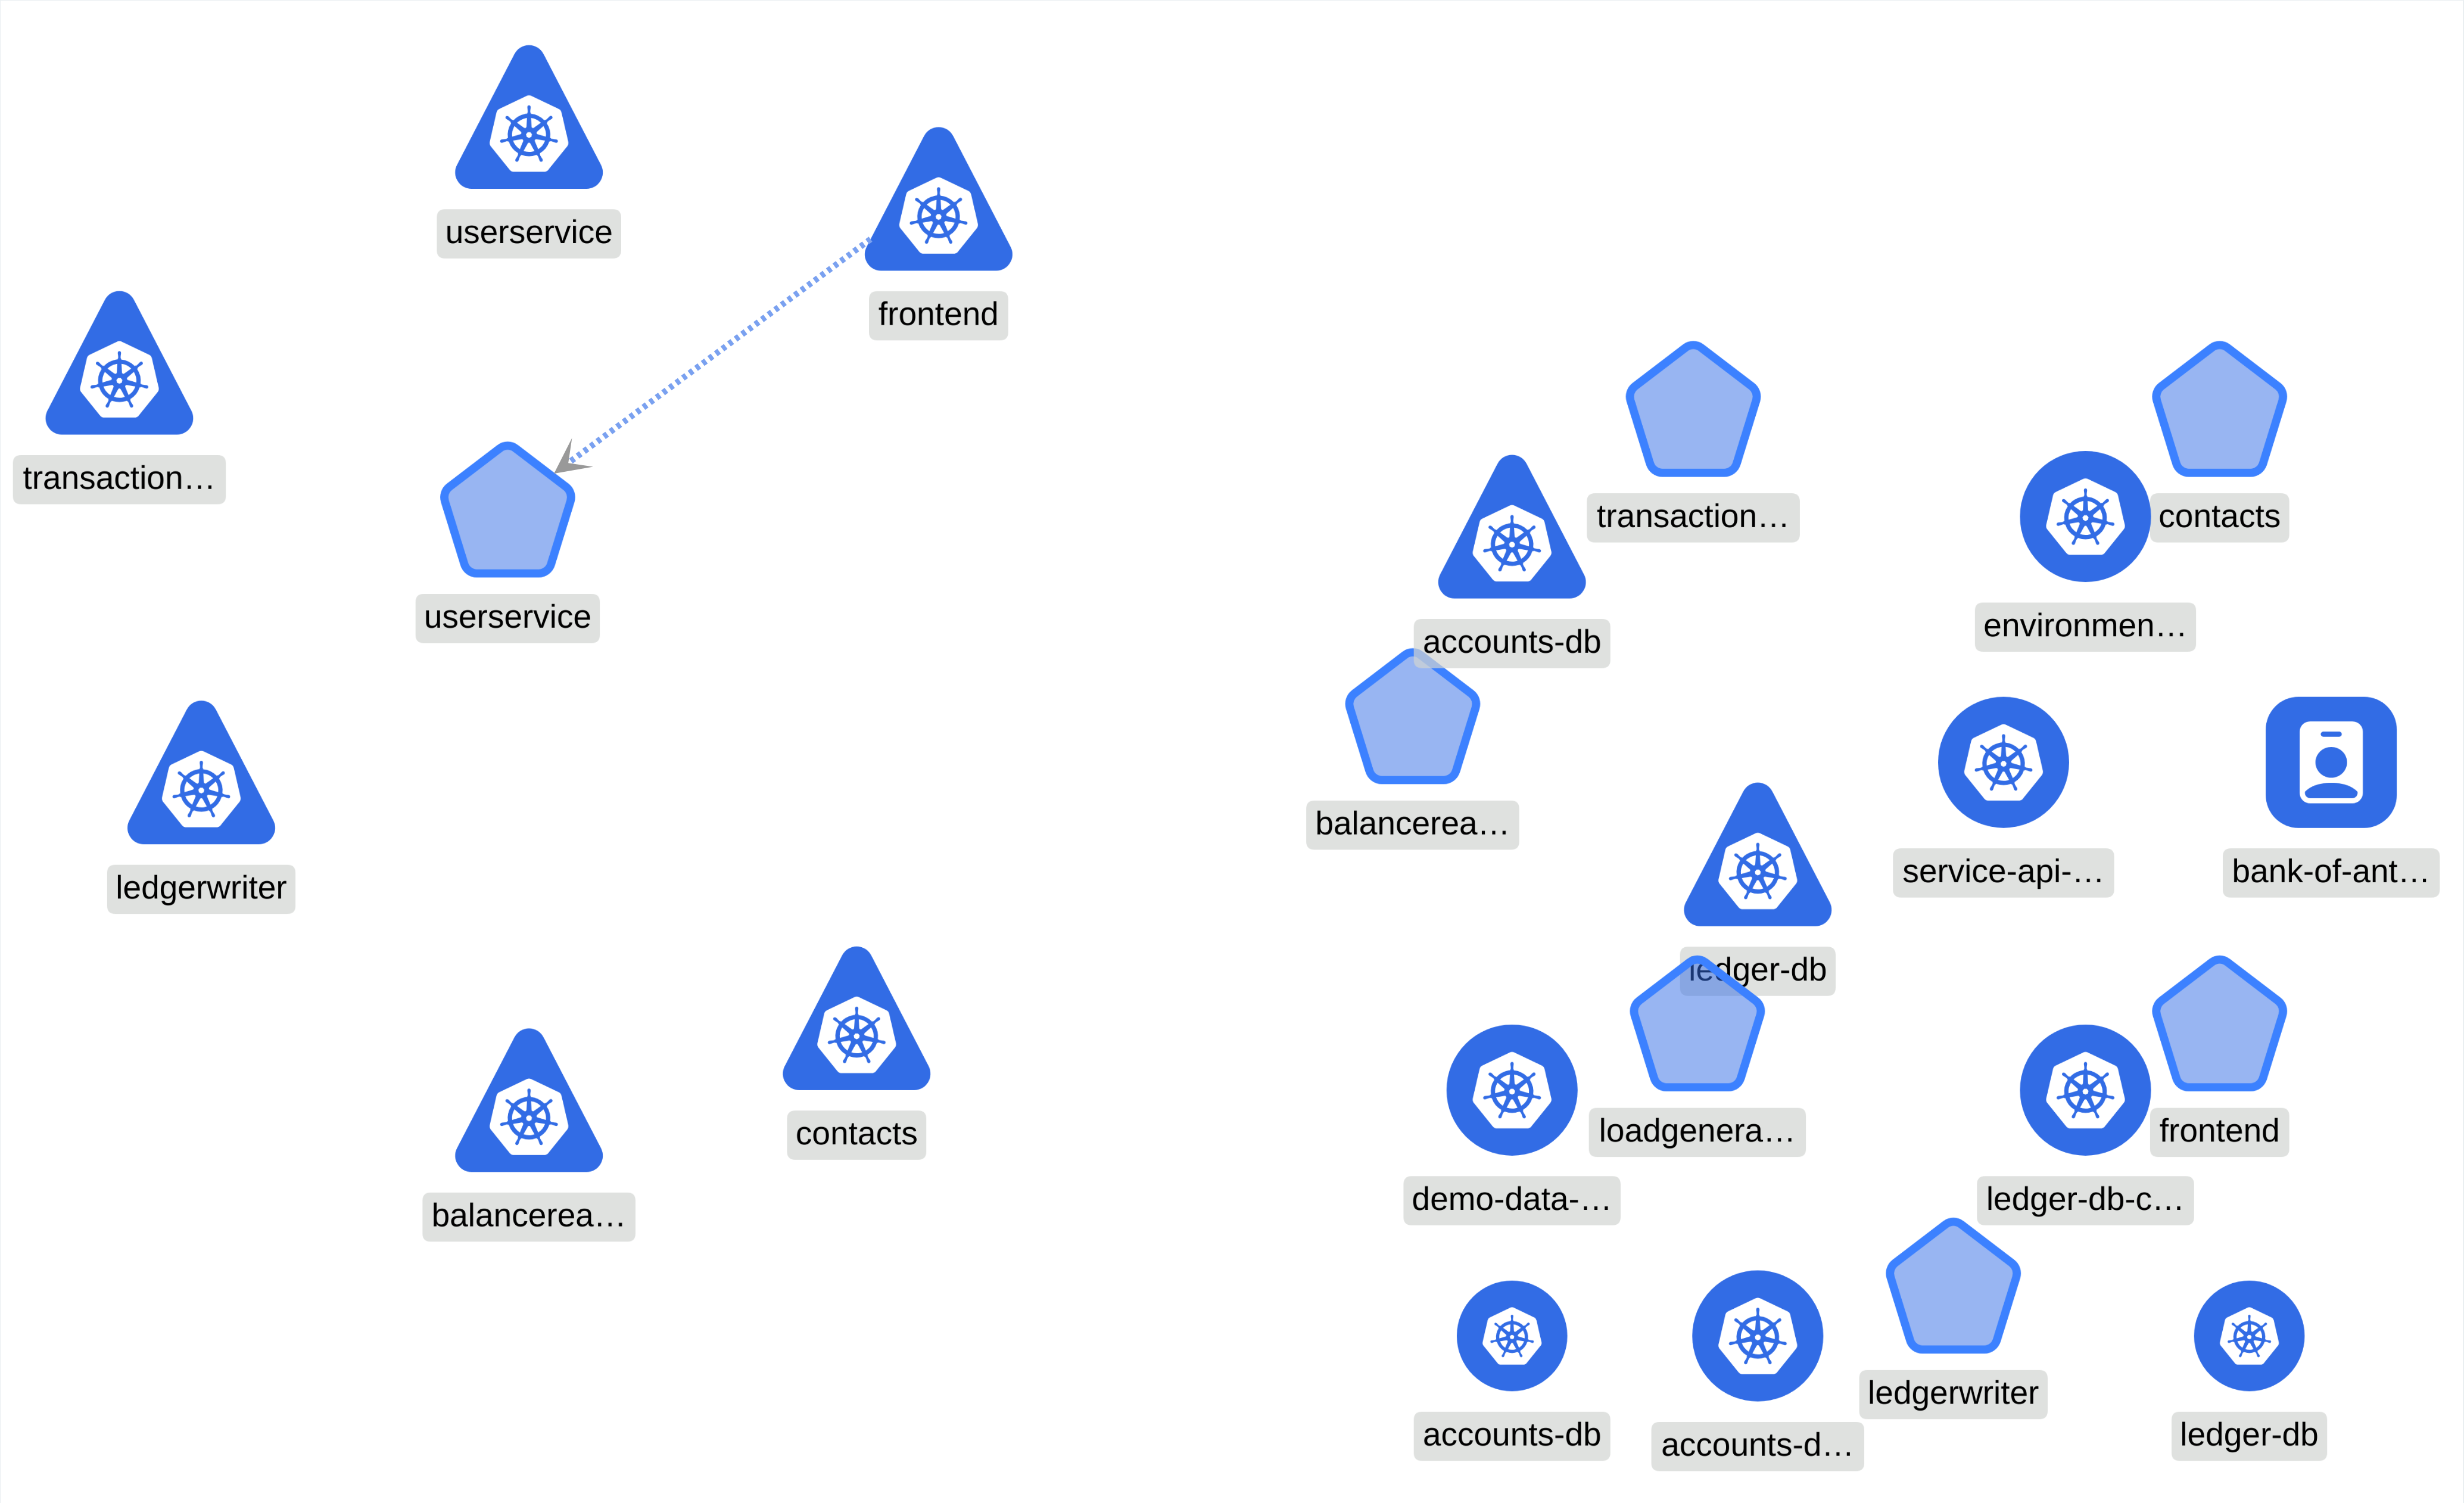 userservice
frontend
transaction…
userservice
transaction…
contacts
accounts-db
environmen…
balancerea…
service-api-…
bank-of-ant…
ledgerwriter
ledger-db
contacts
loadgenera…
frontend
demo-data-…
ledger-db-c…
balancerea…
ledgerwriter
accounts-db
accounts-d…
ledger-db